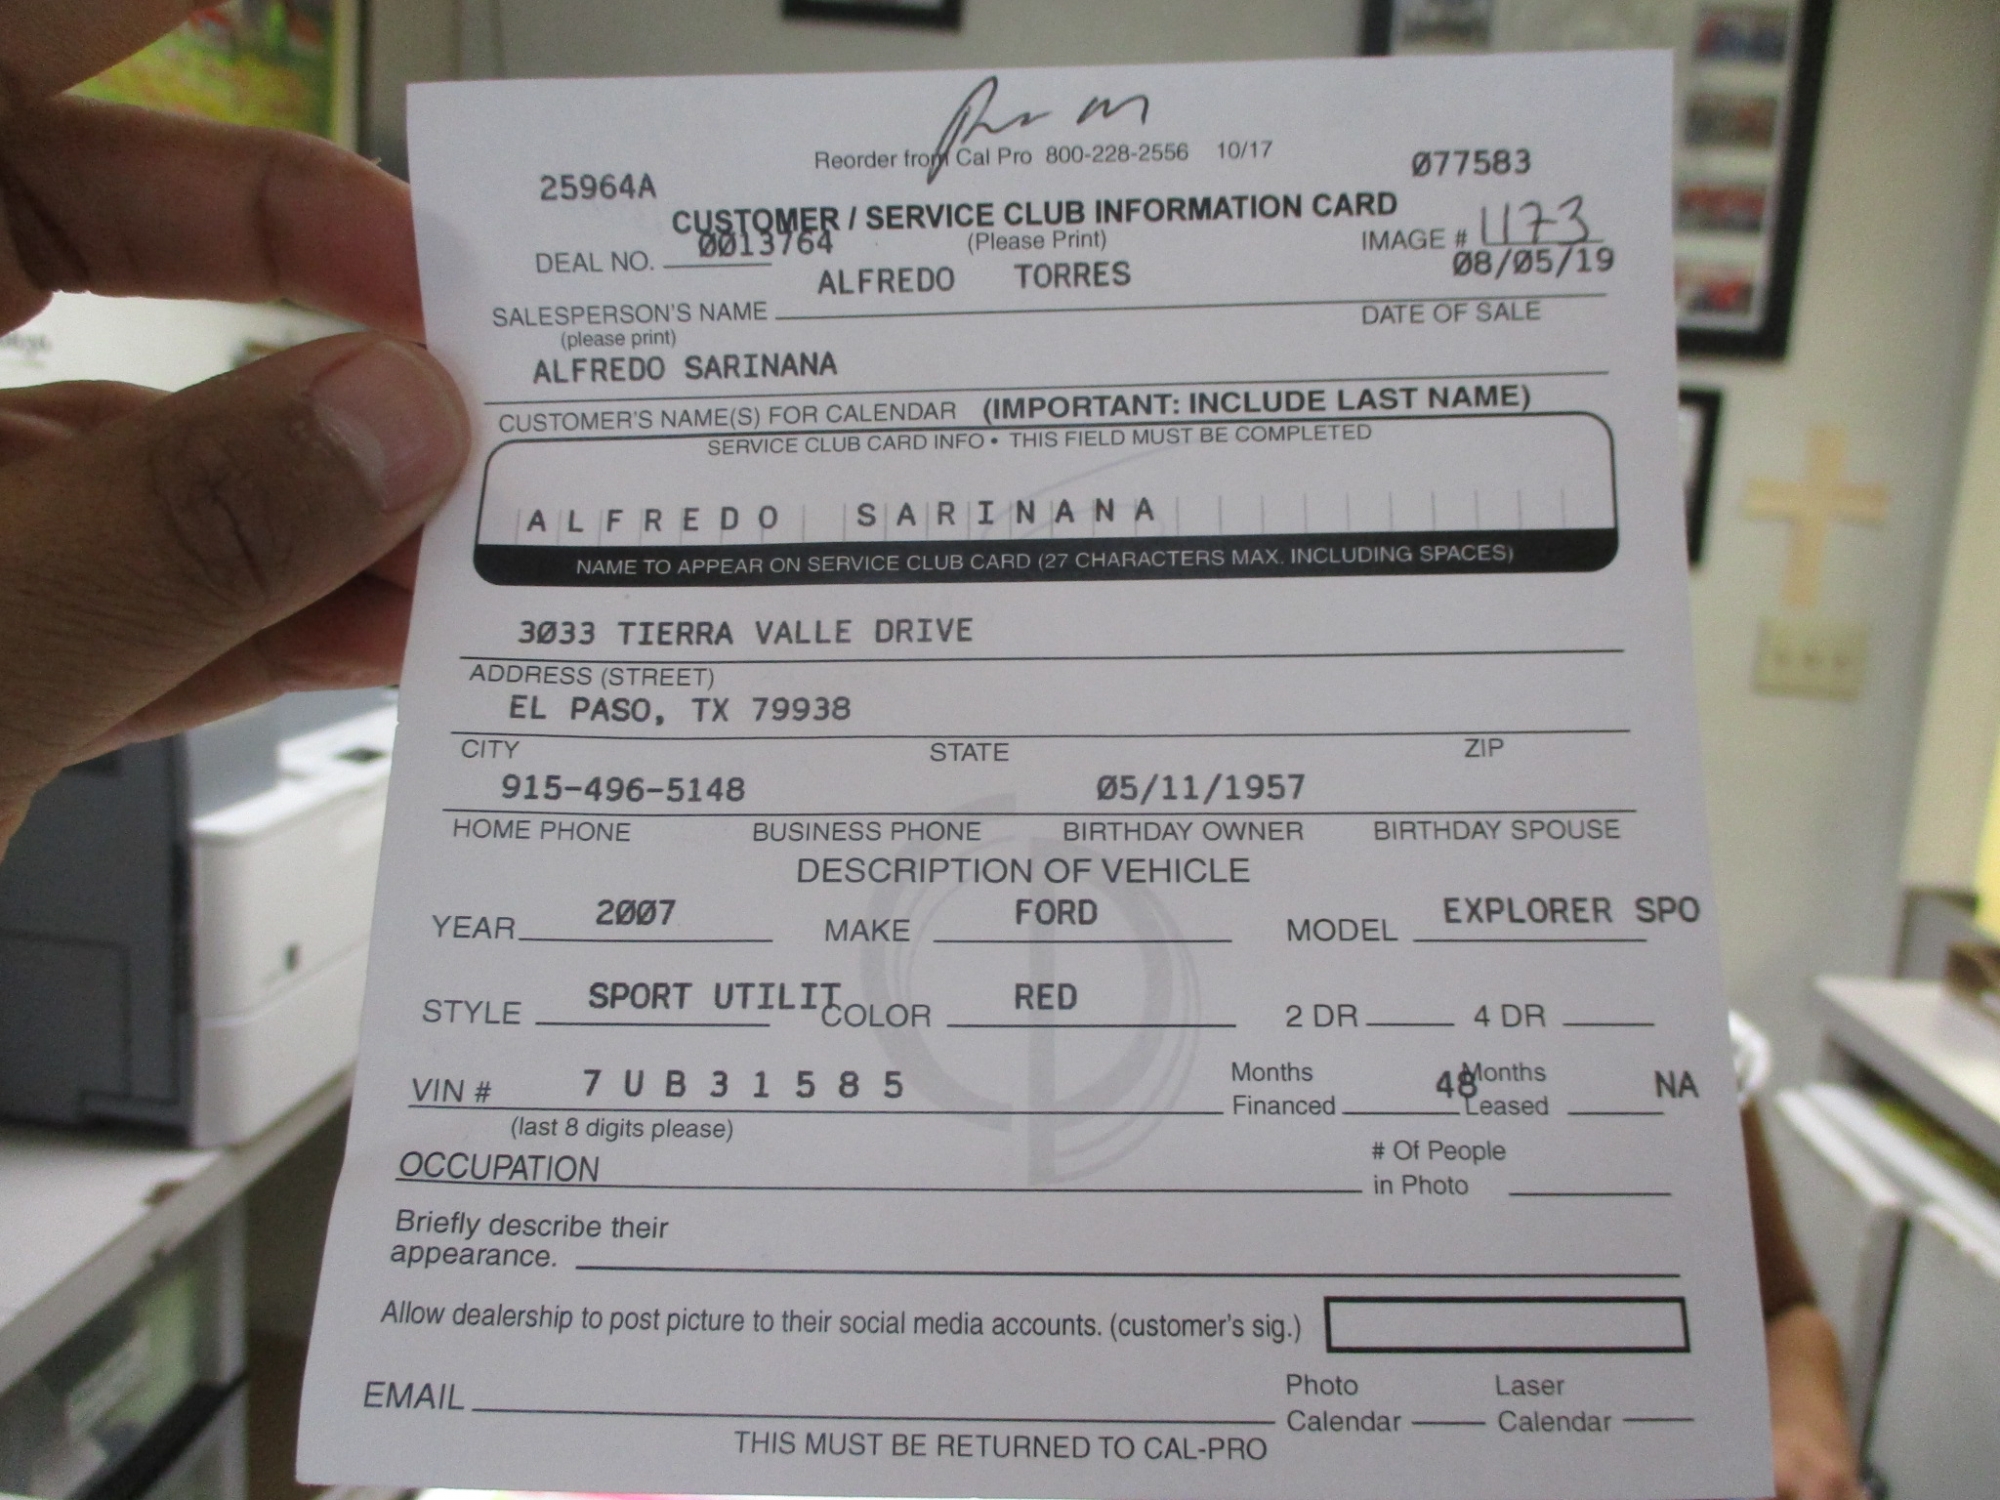 Reorder from Cal Pro 800-228-2556 10/17
25964A
Ø77583
CUSTOMER / SERVICE CLUB INFORMATION CARD
DEAL NO. ØØ13764 (Please Print) IMAGE # 1173
ALFREDO TORRES Ø8/Ø5/19
SALESPERSON'S NAME DATE OF SALE
(please print)
ALFREDO SARINANA
CUSTOMER'S NAME(S) FOR CALENDAR (IMPORTANT: INCLUDE LAST NAME)
SERVICE CLUB CARD INFO • THIS FIELD MUST BE COMPLETED
ALFREDO SARINANA
NAME TO APPEAR ON SERVICE CLUB CARD (27 CHARACTERS MAX. INCLUDING SPACES)
3Ø33 TIERRA VALLE DRIVE
ADDRESS (STREET)
EL PASO, TX 79938
CITY STATE ZIP
915-496-5148 Ø5/11/1957
HOME PHONE BUSINESS PHONE BIRTHDAY OWNER BIRTHDAY SPOUSE
DESCRIPTION OF VEHICLE
YEAR 2ØØ7 MAKE FORD MODEL EXPLORER SPO
STYLE SPORT UTILIT COLOR RED 2 DR 4 DR
VIN # 7UB31585 Months Financed 48 Months Leased NA
(last 8 digits please)
OCCUPATION # Of People in Photo
Briefly describe their
appearance.
Allow dealership to post picture to their social media accounts. (customer's sig.)
EMAIL Photo Calendar Laser Calendar
THIS MUST BE RETURNED TO CAL-PRO